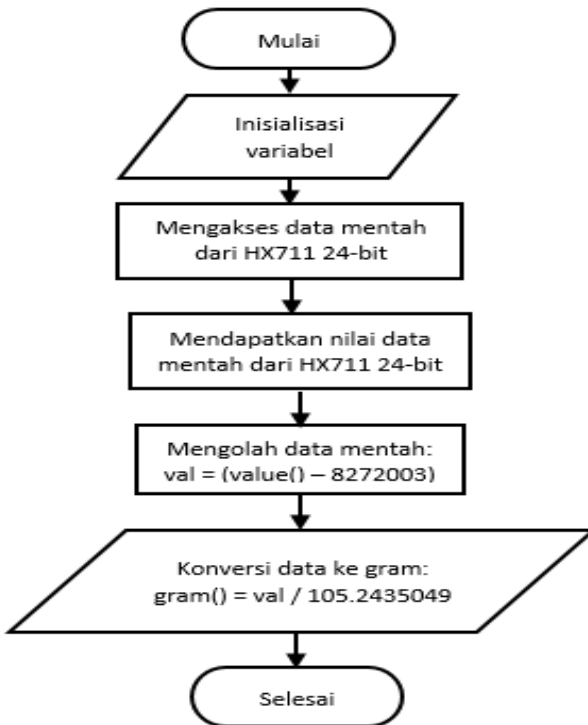 Mulai
Inisialisasi
variabel
Mengakses data mentah
dari HX711 24-bit
Mendapatkan nilai data
mentah dari HX711 24-bit
Mengolah data mentah:
val = (value() – 8272003)
Konversi data ke gram:
gram() = val / 105.2435049
Selesai